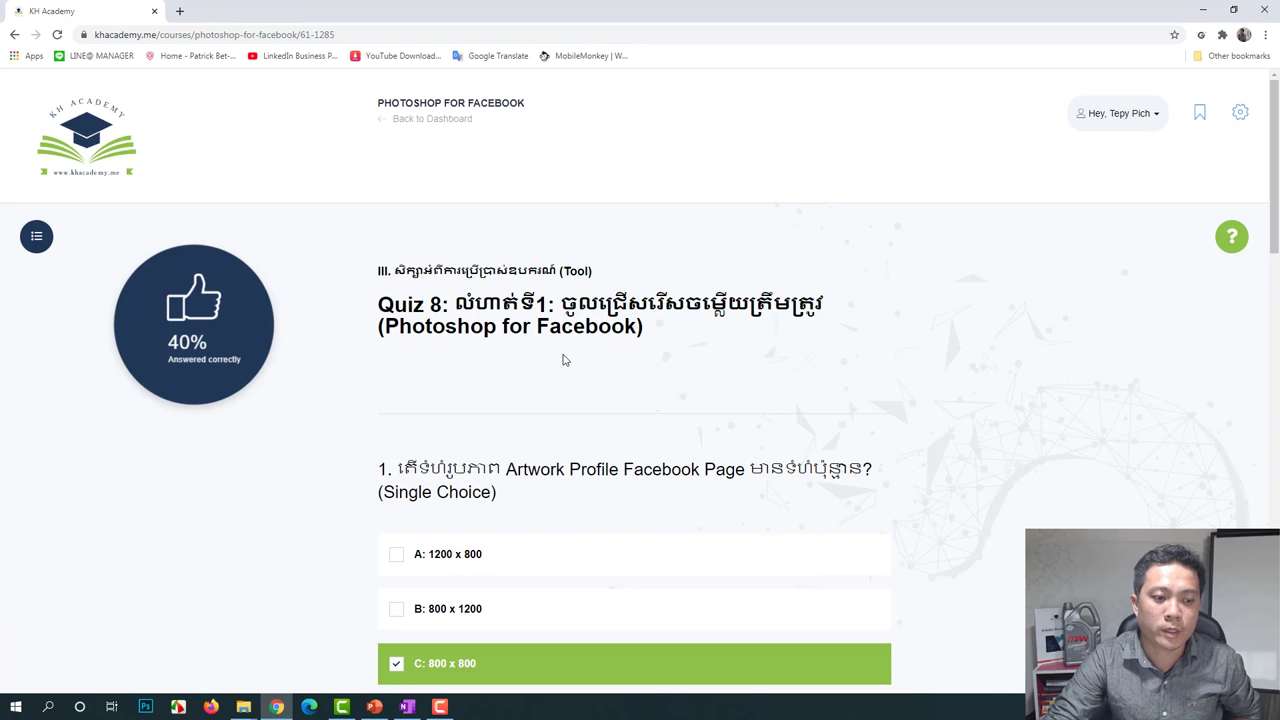 KH Academy
khacademy.me/courses/photoshop-for-facebook/61-1285
Apps LINE@ MANAGER Home - Patrick Bet-... LinkedIn Business P... YouTube Download... Google Translate MobileMonkey | W... Other bookmarks
KH ACADEMY
www.khacademy.me
PHOTOSHOP FOR FACEBOOK
Back to Dashboard
Hey, Tepy Pich
?
40%
Answered correctly
III. សិក្សាអំពីការប្រើប្រាស់ឧបករណ៍ (Tool)
Quiz 8: លំហាត់ទី1: ចូលជ្រើសរើសចម្លើយត្រឹមត្រូវ
(Photoshop for Facebook)
1. តើទំហំរូបភាព Artwork Profile Facebook Page មានទំហំប៉ុន្មាន?
(Single Choice)
A: 1200 x 800
B: 800 x 1200
C: 800 x 800